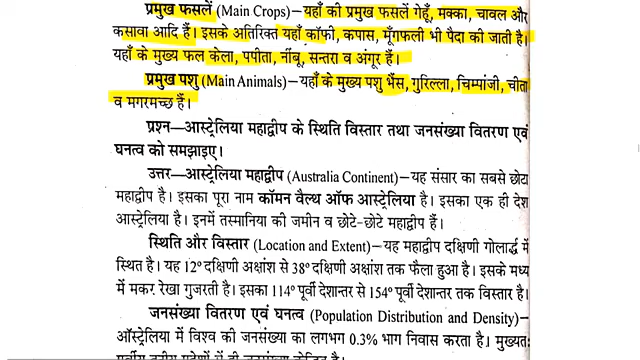 प्रमुख फसलें (Main Crops)—यहाँ की प्रमुख फसलें गेहूँ, मक्का, चावल और
कसावा आदि हैं। इसके अतिरिक्त यहाँ कॉफी, कपास, मूँगफली भी पैदा की जाती है।
यहाँ के मुख्य फल केला, पपीता, नींबू, सन्तरा व अंगूर हैं।
प्रमुख पशु (Main Animals)—यहाँ के मुख्य पशु भैंस, गुरिल्ला, चिम्पांजी, चीता
व मगरमच्छ हैं।
प्रश्न—आस्ट्रेलिया महाद्वीप के स्थिति विस्तार तथा जनसंख्या वितरण एवं
घनत्व को समझाइए।
उत्तर—आस्ट्रेलिया महाद्वीप (Australia Continent)—यह संसार का सबसे छोटा
महाद्वीप है। इसका पूरा नाम कॉमन वैल्थ ऑफ आस्ट्रेलिया है। इसका एक ही देश
आस्ट्रेलिया है। इनमें तस्मानिया की जमीन व छोटे-छोटे महाद्वीप हैं।
स्थिति और विस्तार (Location and Extent)—यह महाद्वीप दक्षिणी गोलार्द्ध में
स्थित है। यह 12° दक्षिणी अक्षांश से 38° दक्षिणी अक्षांश तक फैला हुआ है। इसके मध्य
में मकर रेखा गुजरती है। इसका 114° पूर्वी देशान्तर से 154° पूर्वी देशान्तर तक विस्तार है।
जनसंख्या वितरण एवं घनत्व (Population Distribution and Density)—
ऑस्ट्रेलिया में विश्व की जनसंख्या का लगभग 0.3% भाग निवास करता है। मुख्यतः